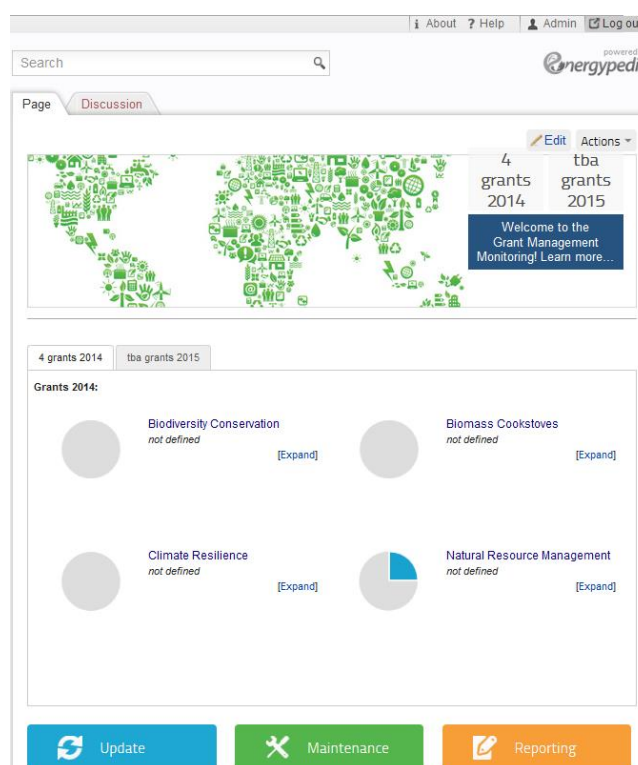 i About ? Help Admin Log ou
Search
powered
energypedi
Page Discussion
Edit Actions
4 grants 2014
tba grants 2015
Welcome to the
Grant Management
Monitoring! Learn more...
4 grants 2014 tba grants 2015
Grants 2014:
Biodiversity Conservation
not defined
[Expand]
Biomass Cookstoves
not defined
[Expand]
Climate Resilience
not defined
[Expand]
Natural Resource Management
not defined
[Expand]
Update Maintenance Reporting